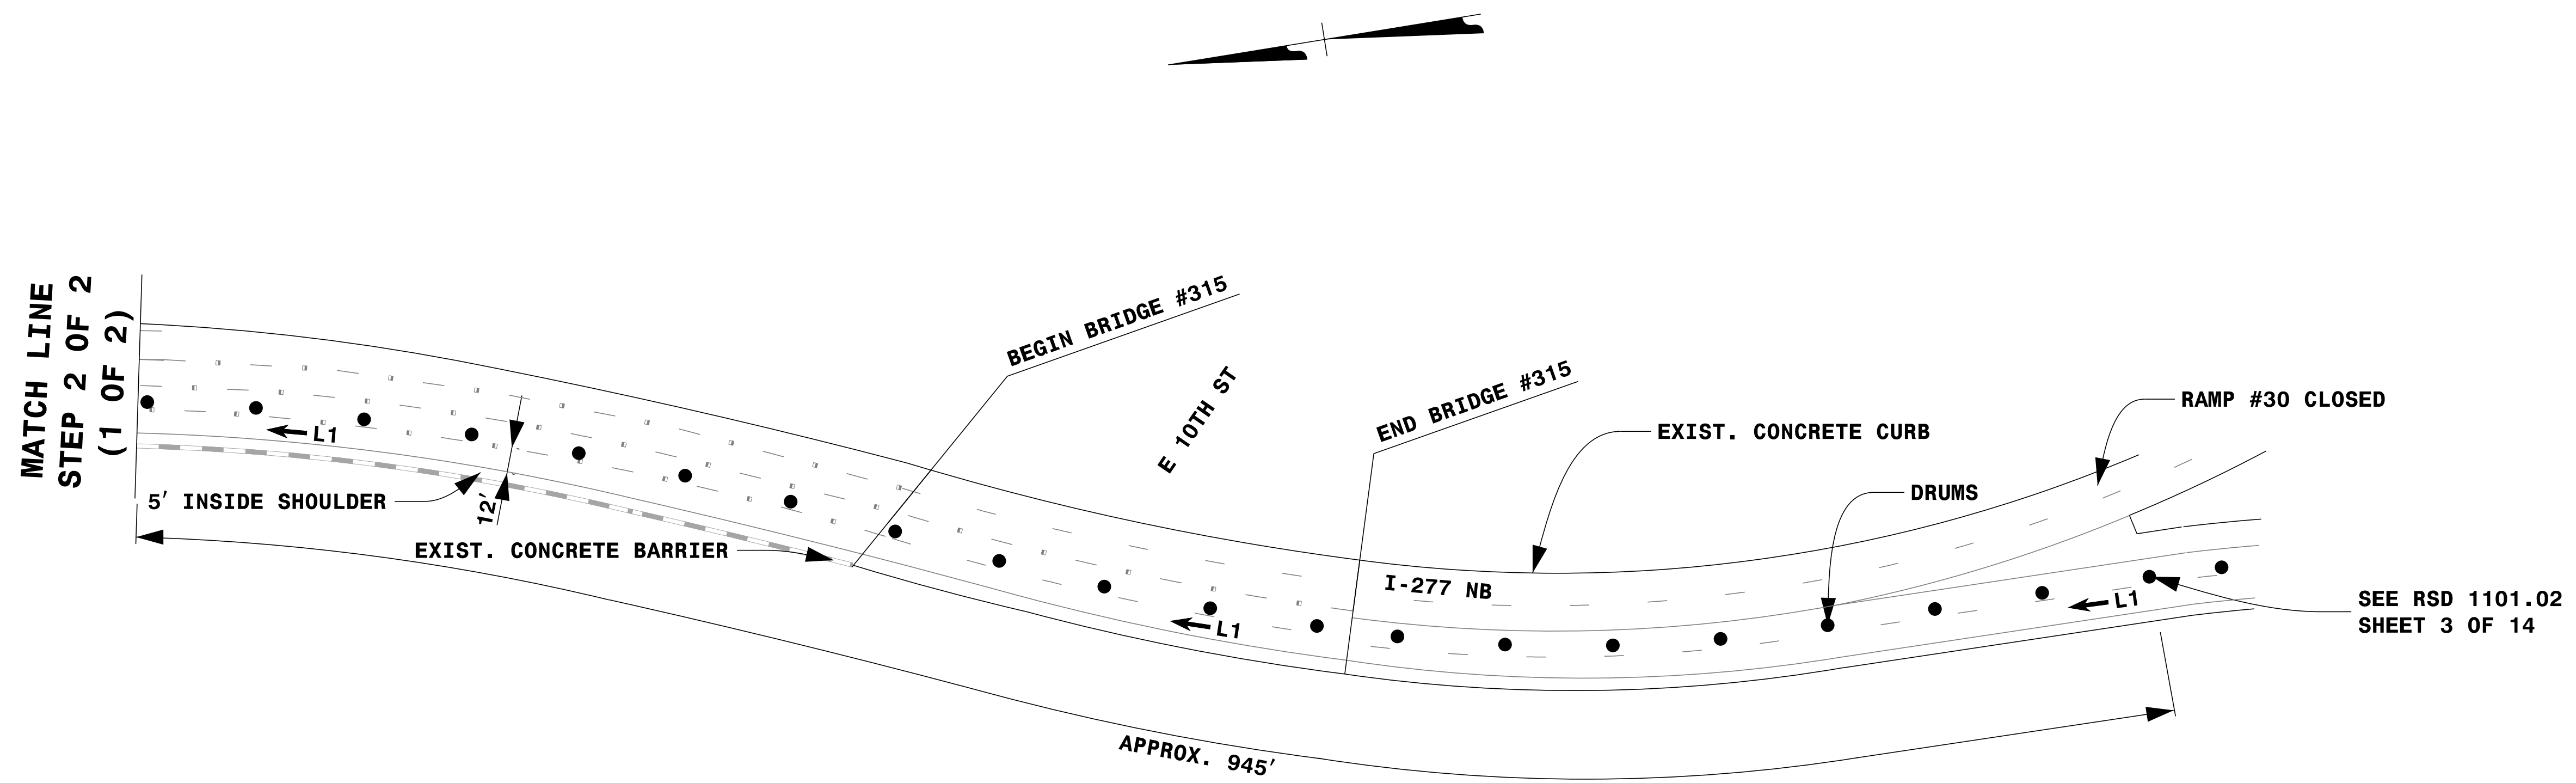 MATCH LINE
STEP 2 OF 2
(1 OF 2)
BEGIN BRIDGE #315
E 10TH ST
END BRIDGE #315
RAMP #30 CLOSED
EXIST. CONCRETE CURB
DRUMS
L1
5' INSIDE SHOULDER
12'
EXIST. CONCRETE BARRIER
I-277 NB
L1
L1
SEE RSD 1101.02
SHEET 3 OF 14
APPROX. 945'